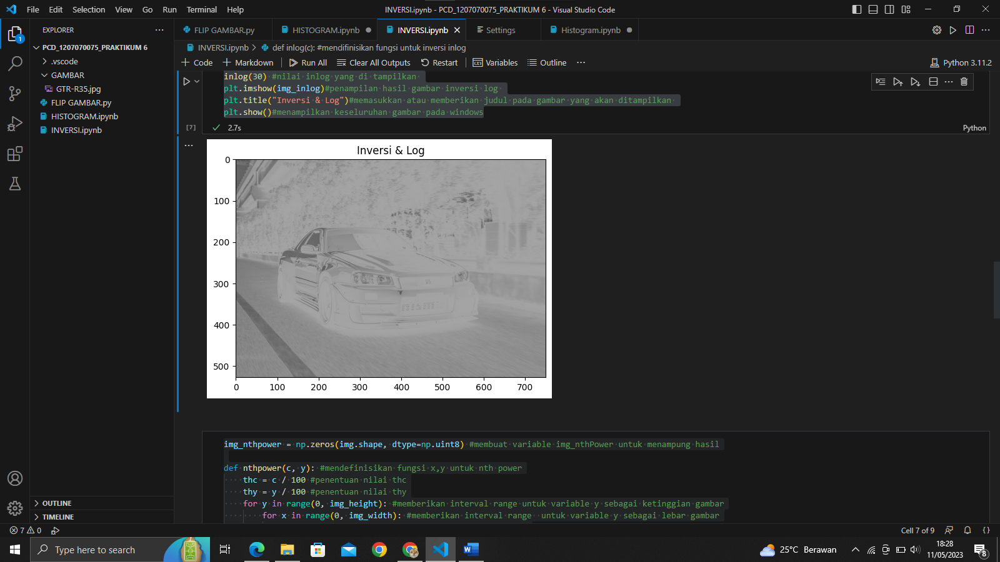 File Edit Selection View Go Run Terminal Help
INVERSI.ipynb - PCD_1207070075_PRAKTIKUM 6 - Visual Studio Code
EXPLORER
1
PCD_1207070075_PRAKTIKUM 6
.vscode
GAMBAR
GTR-R35.jpg
FLIP GAMBAR.py
HISTOGRAM.ipynb
INVERSI.ipynb
OUTLINE
TIMELINE
FLIP GAMBAR.py HISTOGRAM.ipynb INVERSI.ipynb Settings Histogram.ipynb
INVERSI.ipynb > def inlog(c): #mendifinisikan fungsi untuk inversi inlog
Code Markdown Run All Clear All Outputs Restart Variables Outline ... Python 3.11.2
inlog(30) #nilai inlog yang di tampilkan
plt.imshow(img_inlog)#penampilan hasil gambar inversi log
plt.title("Inversi & Log")#memasukkan atau memberikan judul pada gambar yang akan ditampilkan
plt.show()#menampilkan keseluruhan gambar pada windows
[7] 2.7s Python
Inversi & Log
0
100
200
300
400
500
0 100 200 300 400 500 600 700
img_nthpower = np.zeros(img.shape, dtype=np.uint8) #membuat variable img_nthPower untuk menampung hasil
def nthpower(c, y): #mendefinisikan fungsi x,y untuk nth power
thc = c / 100 #penentuan nilai thc
thy = y / 100 #penentuan nilai thy
for y in range(0, img_height): #memberikan interval range untuk variable y sebagai ketinggian gambar
for x in range(0, img_width): #memberikan interval range  untuk variable y sebagai lebar gambar
7 0 Cell 7 of 9
Type here to search
25°C Berawan
18:28
11/05/2023
8